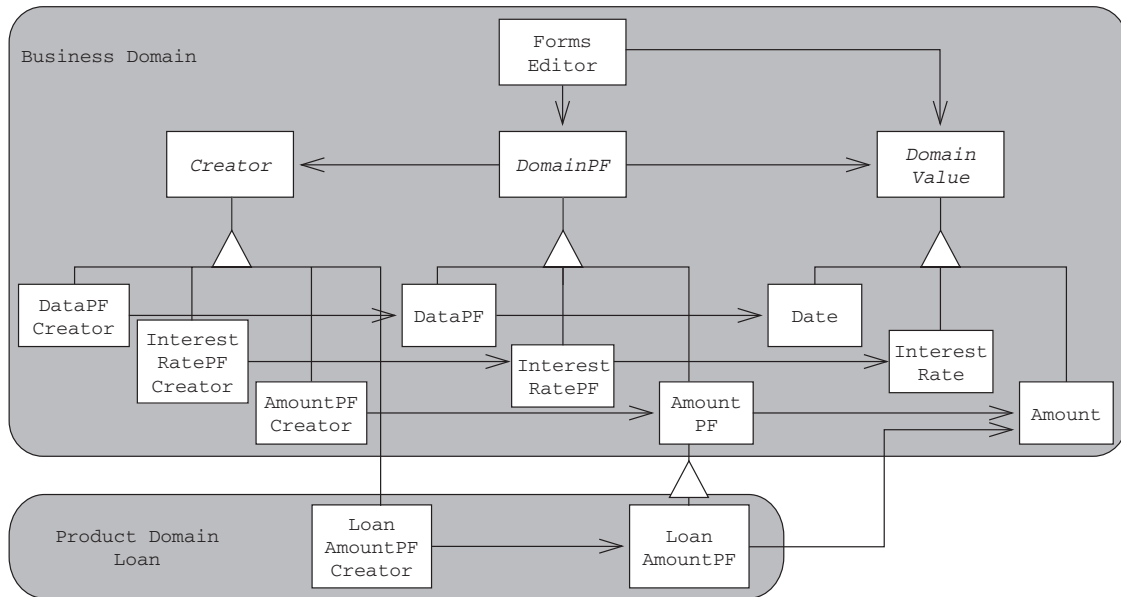 Business Domain
Forms
Editor
Creator
DomainPF
Domain
Value
DataPF
Creator
DataPF
Date
Interest
RatePF
Creator
Interest
RatePF
Interest
Rate
AmountPF
Creator
Amount
PF
Amount
Product Domain
Loan
Loan
AmountPF
Creator
Loan
AmountPF